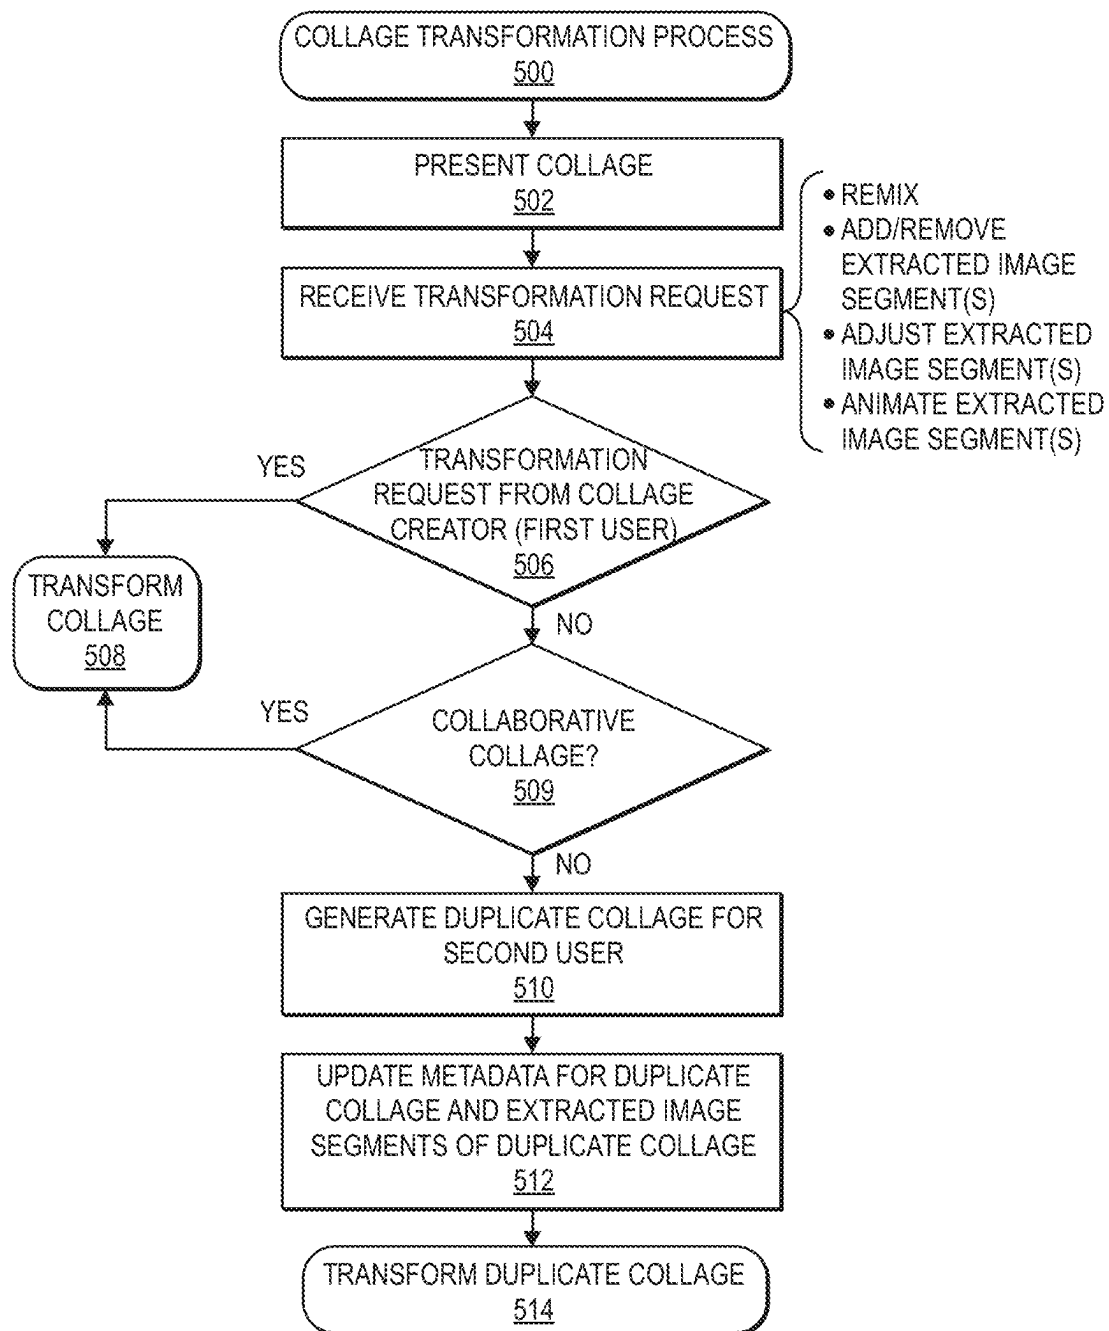 COLLAGE TRANSFORMATION PROCESS
500
PRESENT COLLAGE
502
RECEIVE TRANSFORMATION REQUEST
504
• REMIX
• ADD/REMOVE
EXTRACTED IMAGE
SEGMENT(S)
• ADJUST EXTRACTED
IMAGE SEGMENT(S)
• ANIMATE EXTRACTED
IMAGE SEGMENT(S)
YES
TRANSFORMATION
REQUEST FROM COLLAGE
CREATOR (FIRST USER)
506
TRANSFORM
COLLAGE
508
NO
YES
COLLABORATIVE
COLLAGE?
509
NO
GENERATE DUPLICATE COLLAGE FOR
SECOND USER
510
UPDATE METADATA FOR DUPLICATE
COLLAGE AND EXTRACTED IMAGE
SEGMENTS OF DUPLICATE COLLAGE
512
TRANSFORM DUPLICATE COLLAGE
514